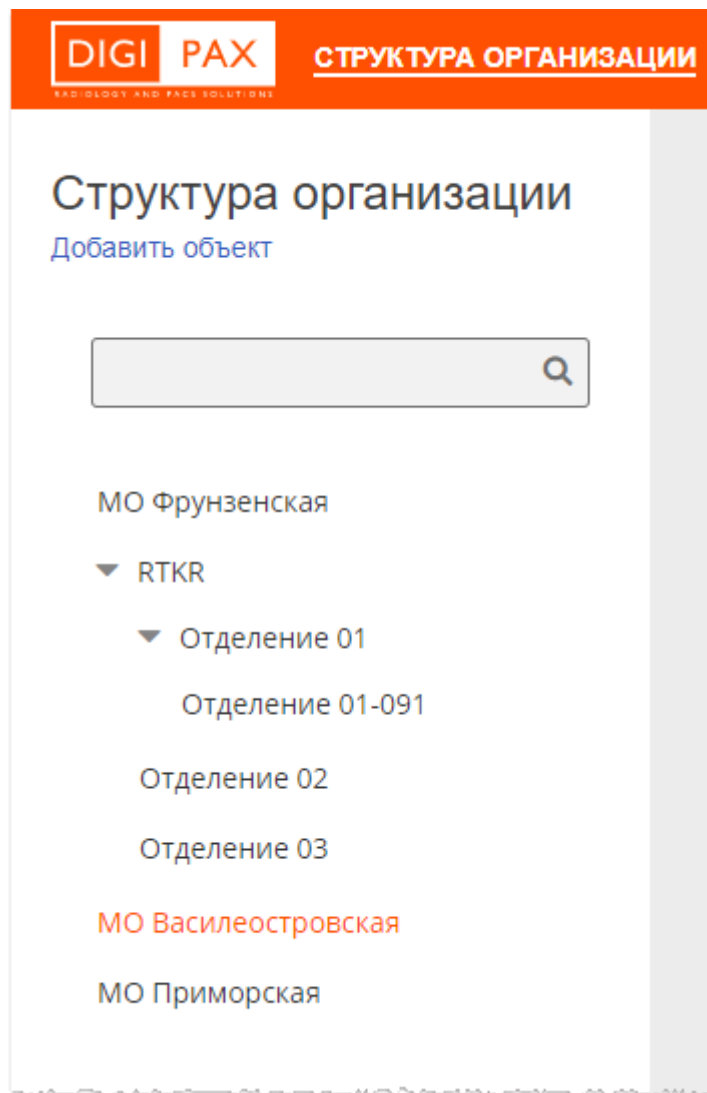 DIGI PAX
RADIOLOGY AND PACS SOLUTIONS
СТРУКТУРА ОРГАНИЗАЦИИ
Структура организации
Добавить объект
МО Фрунзенская
RTKR
Отделение 01
Отделение 01-091
Отделение 02
Отделение 03
МО Василеостровская
МО Приморская